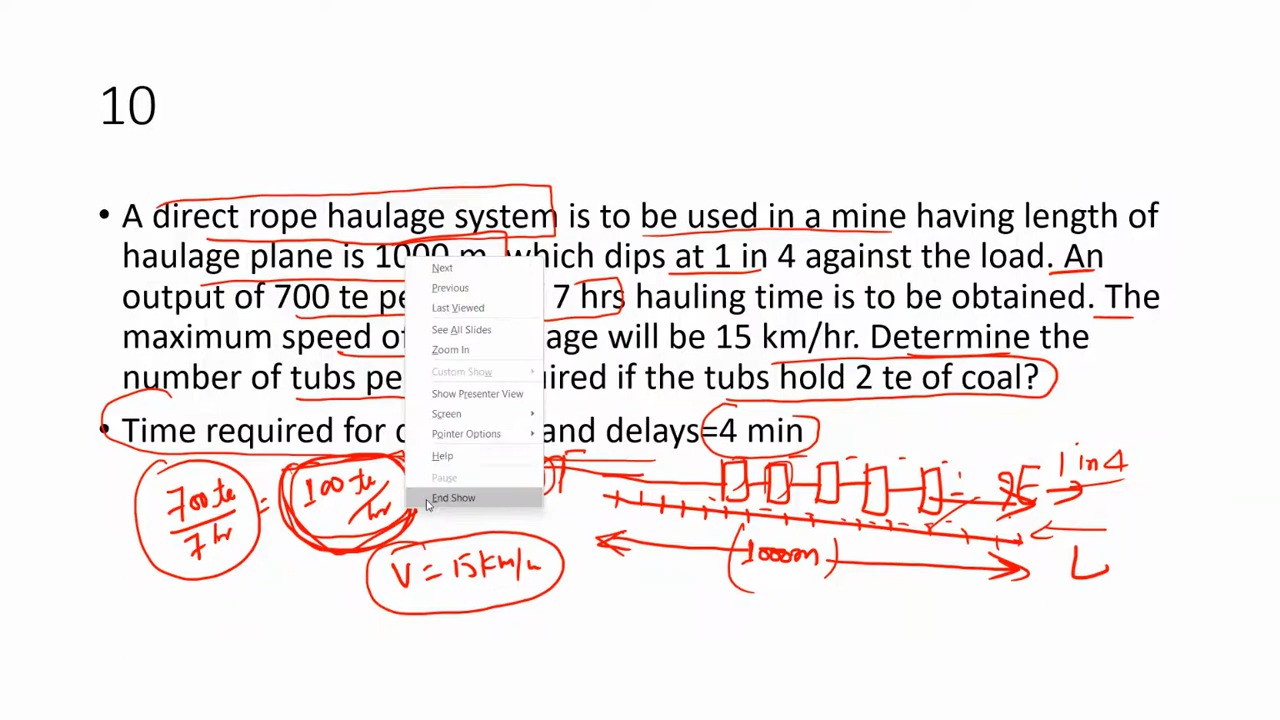 10
• A direct rope haulage system is to be used in a mine having length of
haulage plane is 1000 m, which dips at 1 in 4 against the load. An
output of 700 te pe 7 hrs hauling time is to be obtained. The
maximum speed of age will be 15 km/hr. Determine the
number of tubs pe uired if the tubs hold 2 te of coal?
• Time required for and delays=4 min
Next
Previous
Last Viewed
See All Slides
Zoom In
Custom Show
Show Presenter View
Screen
Pointer Options
Help
Pause
End Show
700 te
7 hr
=
100 te/hr
V = 15 Km/h
1 in 4
1000m
L